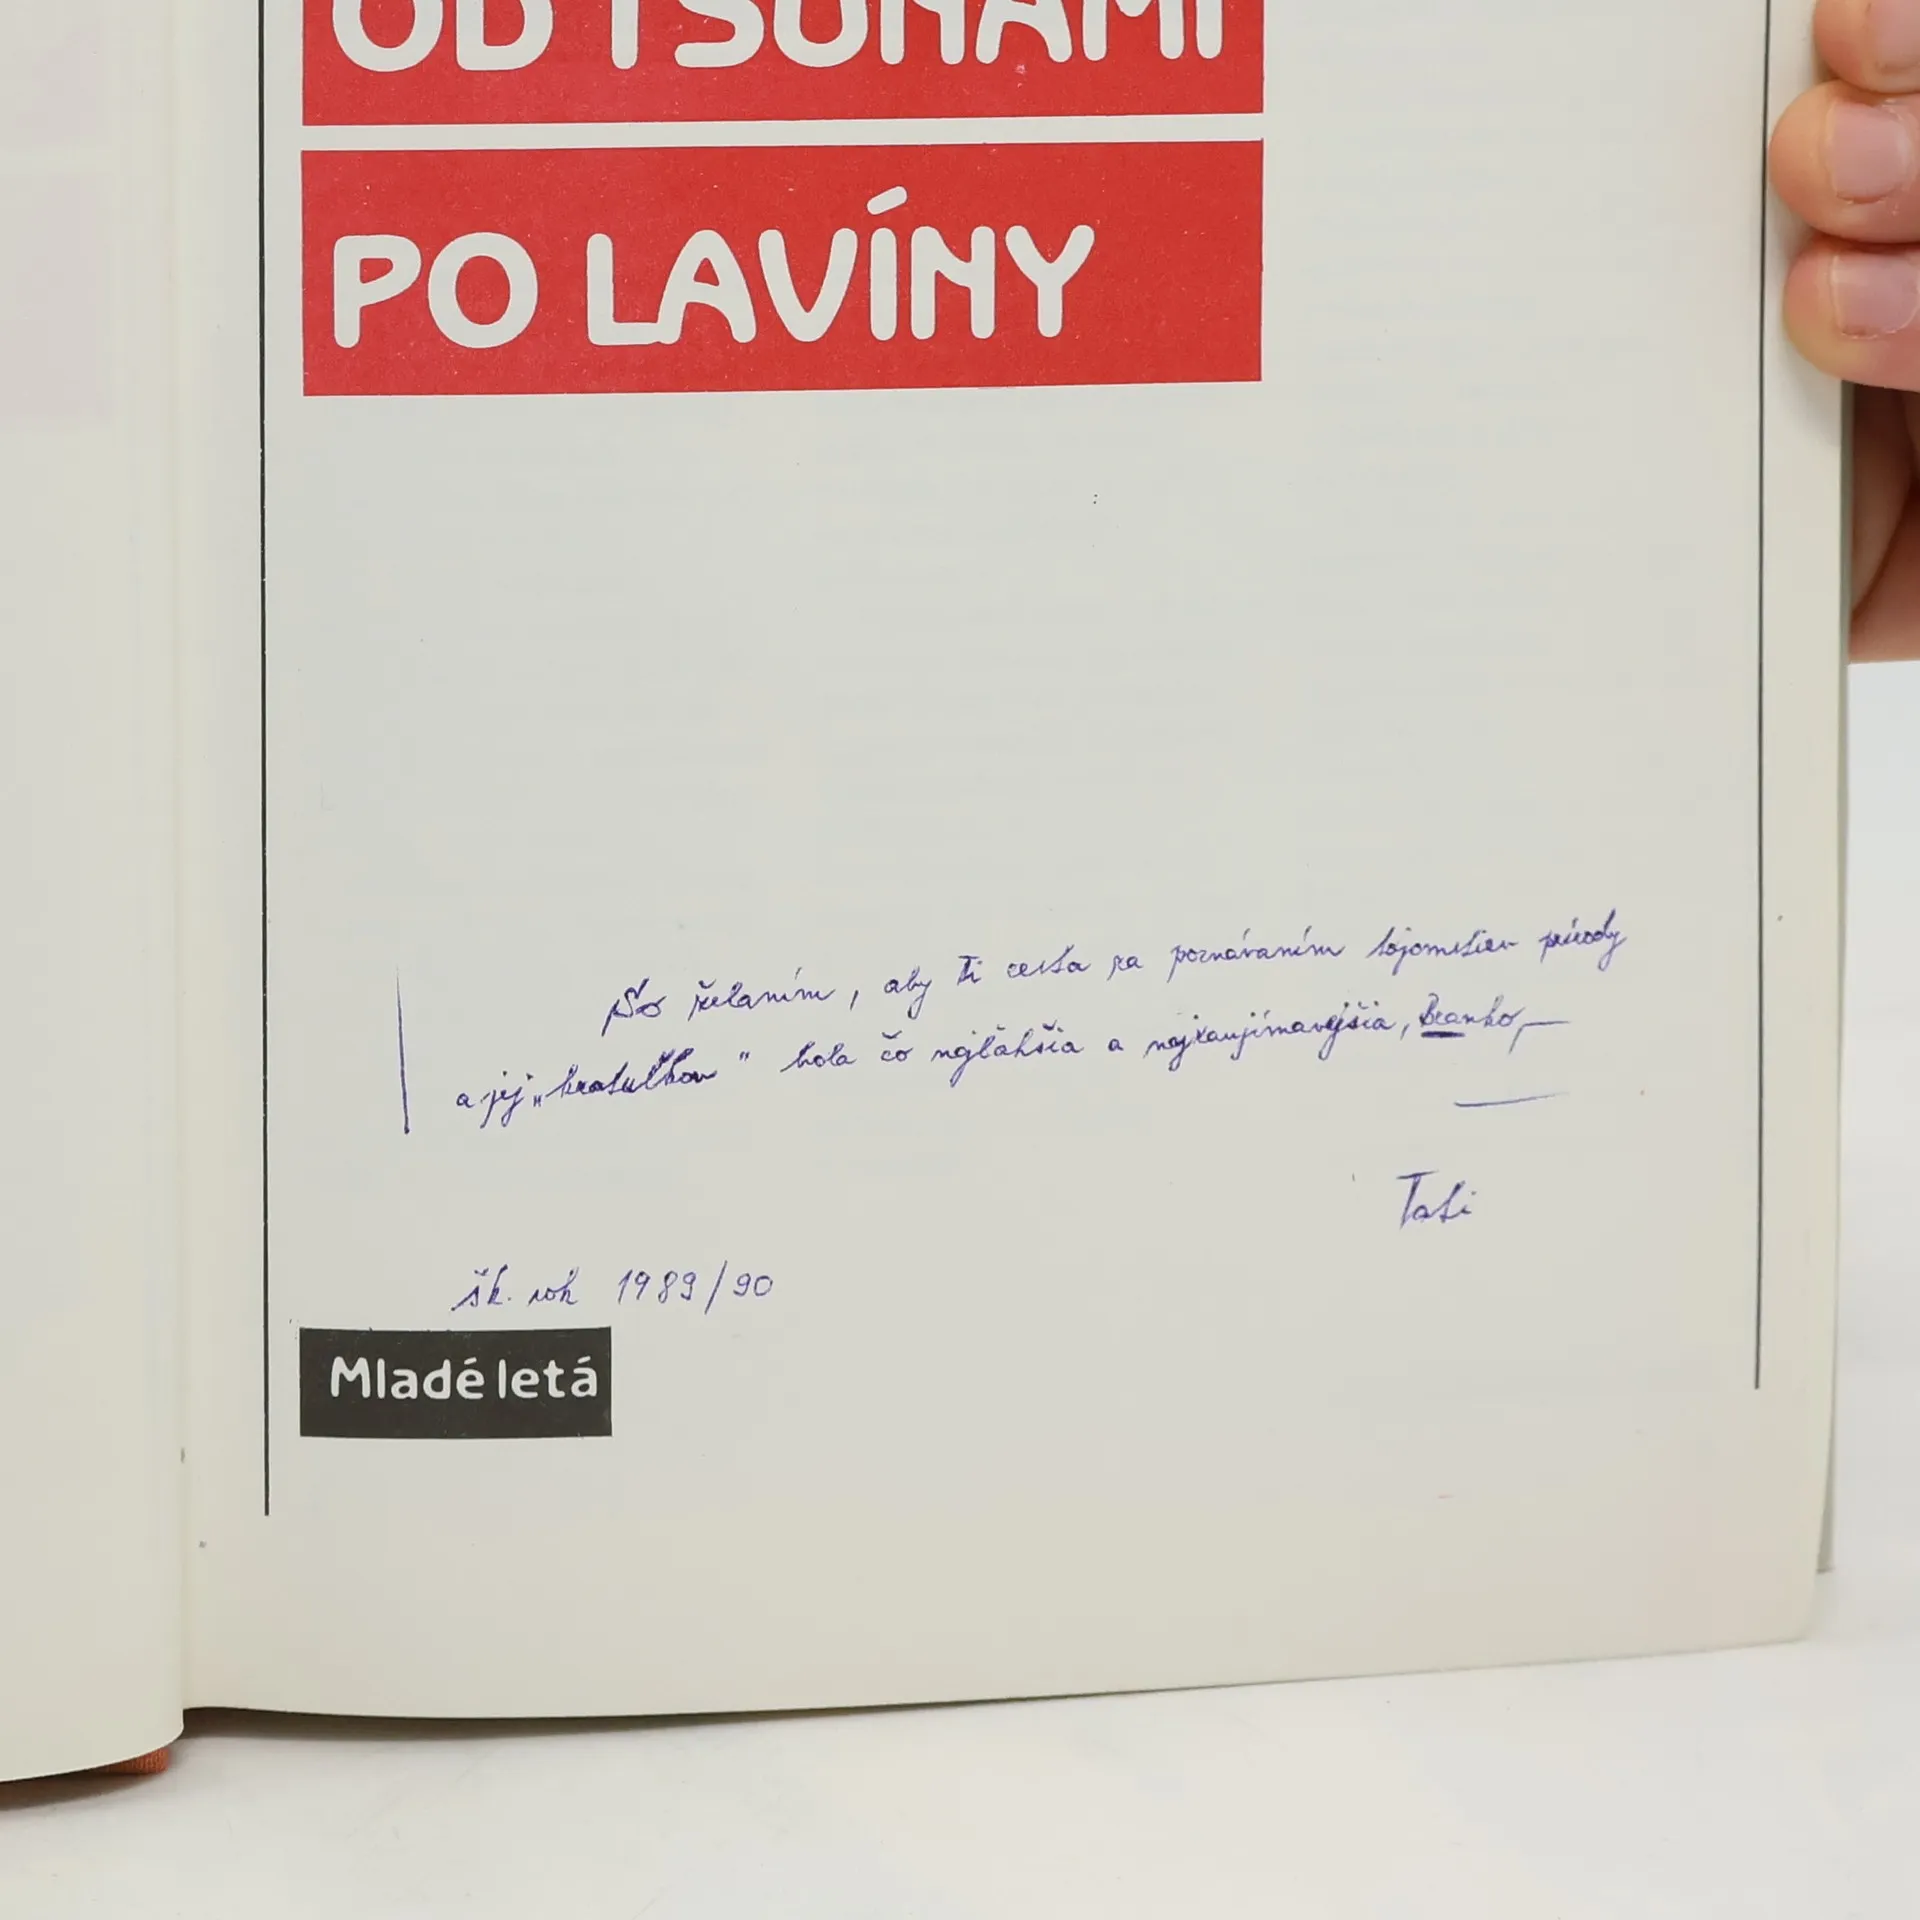 OD TSUNAMI
PO LAVÍNY
So želaním, aby Ti cesta za poznávaním tajomstiev prírody
a jej „hrotulkov" bola čo najľahšia a najzaujímavejšia, Branko,
Tati
šk. rok 1989/90
Mladé letá